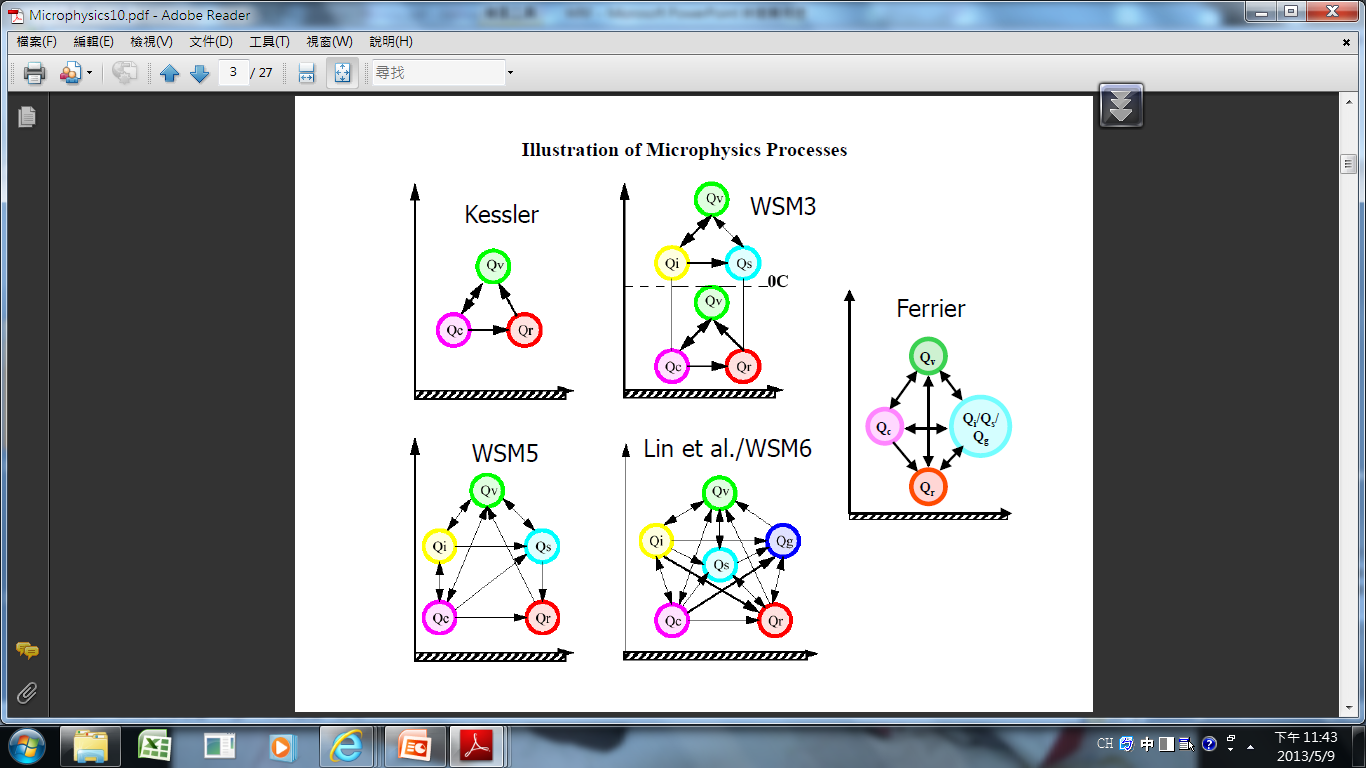 Microphysics10.pdf - Adobe Reader
檔案(F) 編輯(E) 檢視(V) 文件(D) 工具(T) 視窗(W) 說明(H)
3 / 27 尋找
Illustration of Microphysics Processes
Kessler
Qv
Qc Qr
WSM3
Qv
Qi Qs
0C
Qv
Qc Qr
Ferrier
Qv
Qc Qi/Qs/
Qg
Qr
WSM5
Qv
Qi Qs
Qc Qr
Lin et al./WSM6
Qv
Qi Qg
Qs
Qc Qr
CH 中 下午 11:43
2013/5/9